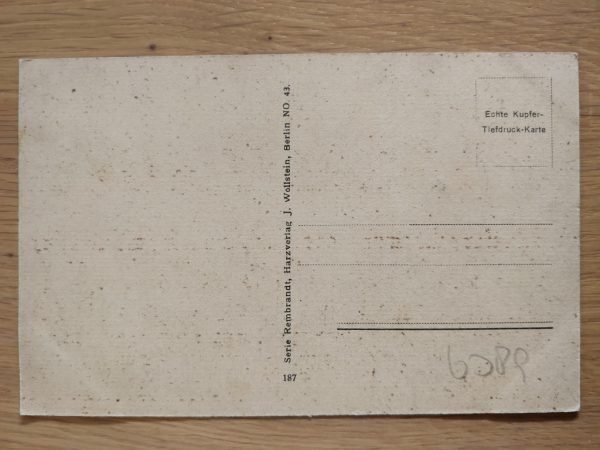 Echte Kupfer-
Tiefdruck-Karte
Serie Rembrandt, Harzverlag J. Wollstein, Berlin NO. 43.
187